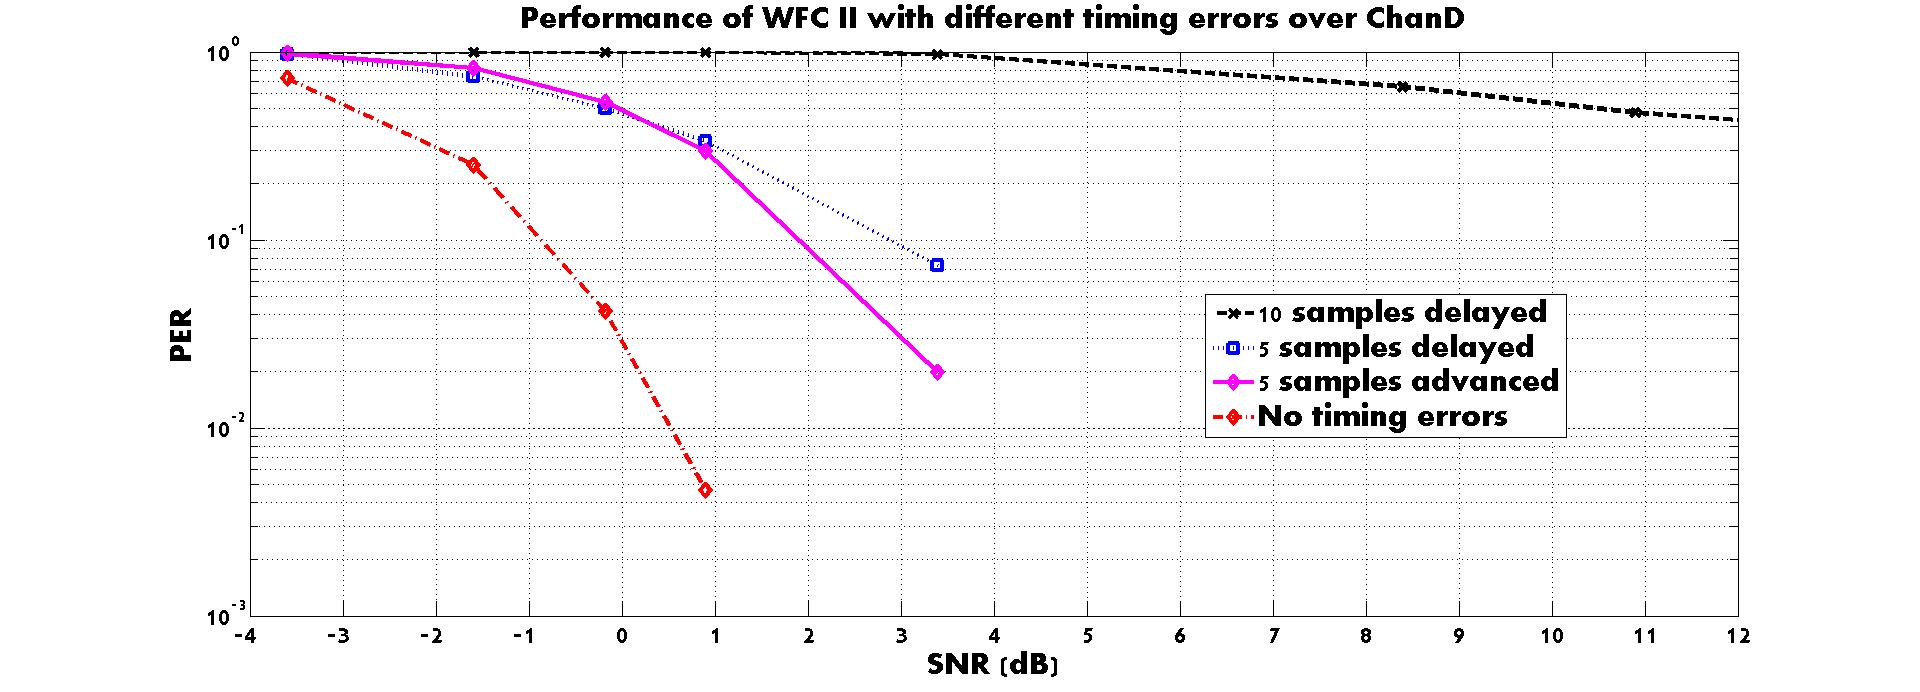 Performance of WFC II with different timing errors over ChanD
10^0
10^-1
10^-2
10^-3
PER
-4 -3 -2 -1 0 1 2 3 4 5 6 7 8 9 10 11 12
SNR (dB)
10 samples delayed
5 samples delayed
5 samples advanced
No timing errors